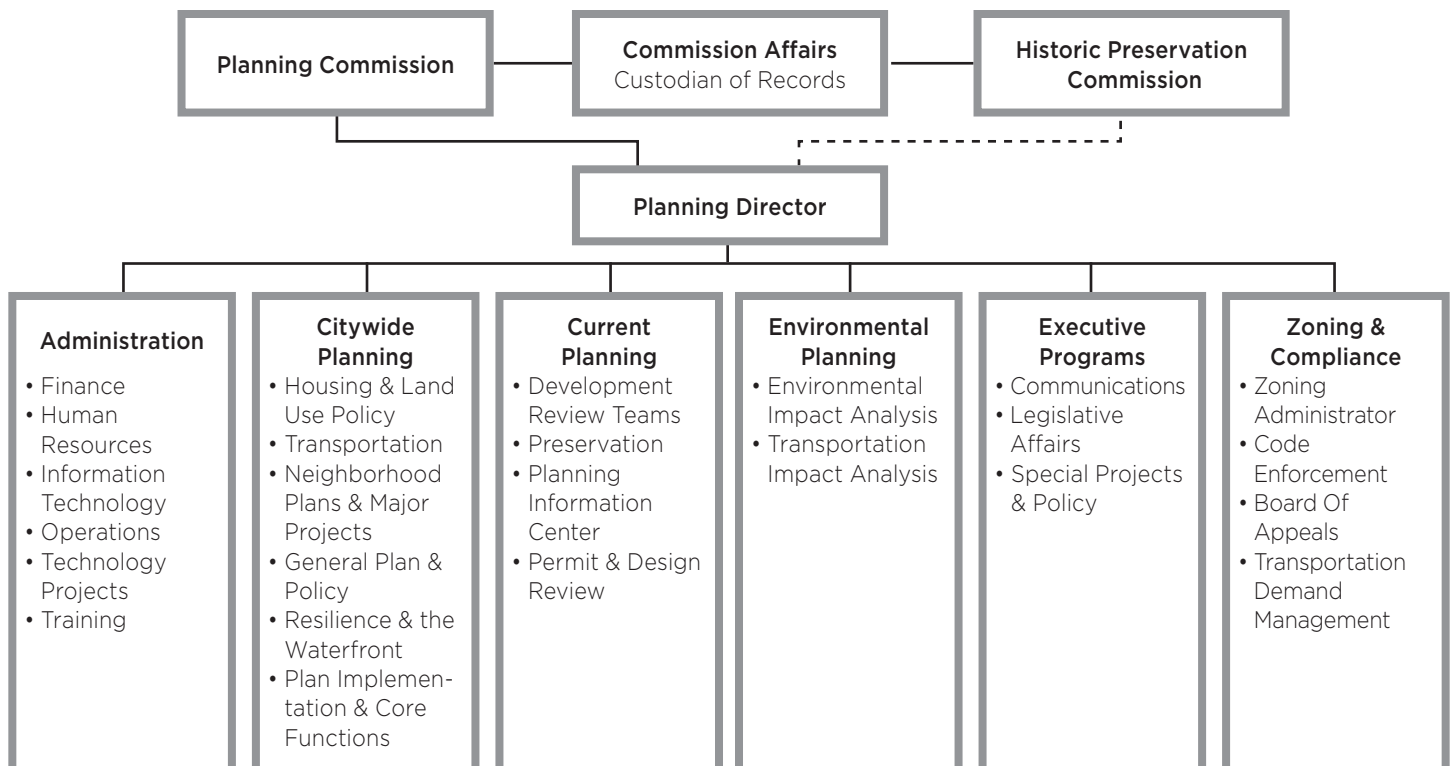 Planning Commission
Commission Affairs
Custodian of Records
Historic Preservation
Commission
Planning Director
Administration
• Finance
• Human
Resources
• Information
Technology
• Operations
• Technology
Projects
• Training
Citywide
Planning
• Housing & Land
Use Policy
• Transportation
• Neighborhood
Plans & Major
Projects
• General Plan &
Policy
• Resilience & the
Waterfront
• Plan Implemen-
tation & Core
Functions
Current
Planning
• Development
Review Teams
• Preservation
• Planning
Information
Center
• Permit & Design
Review
Environmental
Planning
• Environmental
Impact Analysis
• Transportation
Impact Analysis
Executive
Programs
• Communications
• Legislative
Affairs
• Special Projects
& Policy
Zoning &
Compliance
• Zoning
Administrator
• Code
Enforcement
• Board Of
Appeals
• Transportation
Demand
Management